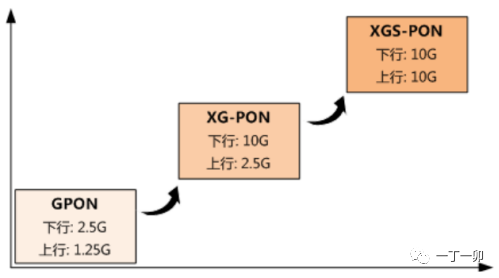 XGS-PON
下行: 10G
上行: 10G
XG-PON
下行: 10G
上行: 2.5G
GPON
下行: 2.5G
上行: 1.25G
一丁一卯